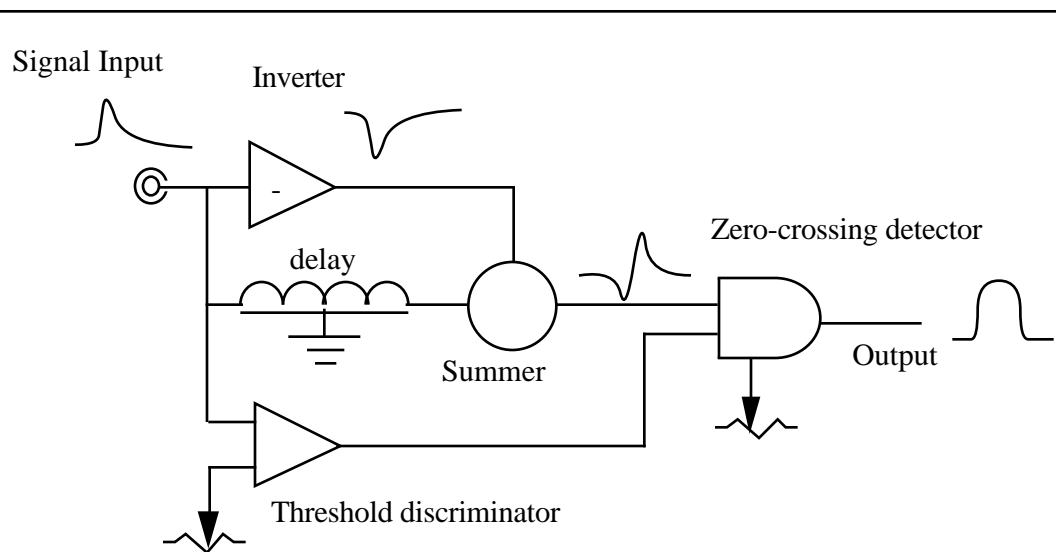 Signal Input
Inverter
-
delay
Zero-crossing detector
Summer
Output
Threshold discriminator